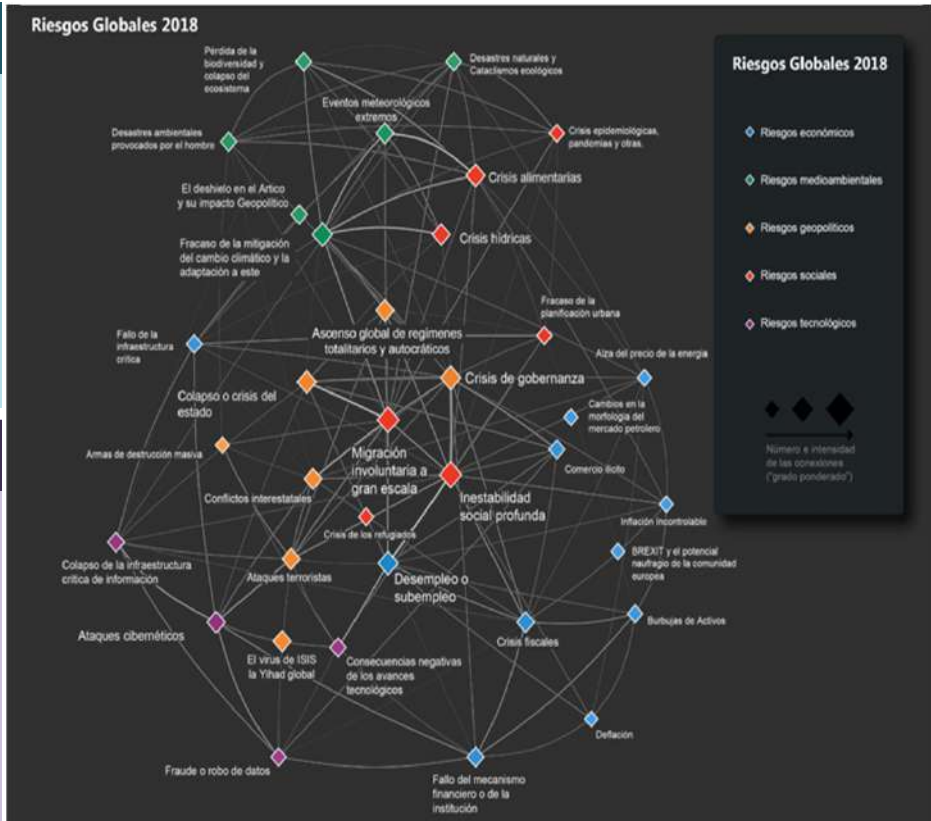 Riesgos Globales 2018
Pérdida de la
biodiversidad y
colapso del
ecosistema
Desastres naturales y
Cataclismos ecológicos
Eventos meteorológicos
extremos
Desastres ambientales
provocados por el hombre
Crisis epidemiológicas,
pandomias y otras.
Crisis alimentarias
El deshielo en el Artico
y su impacto Geopolítico
Crisis hídricas
Fracaso de la mitigación
del cambio climático y la
adaptación a este
Fracaso de la
planificación urbana
Fallo de la
infraestructura
crítica
Ascenso global de regímenes
totalitarios y autocráticos
Alza del precio de la energía
Colapso o crisis del
estado
Crisis de gobernanza
Cambios en la
morfología del
mercado petrolero
Armas de destrucción masiva
Migración
involuntaria a
gran escala
Comercio ilícito
Conflictos interestatales
Inestabilidad
social profunda
Crisis de los refugiados
Inflación incontrolable
Colapso de la infraestructura
crítica de información
Ataques terroristas
Desempleo o
subempleo
BREXIT y el potencial
naufragio de la comunidad
europea
Ataques cibernéticos
Crisis fiscales
Burbujas de Activos
El virus de ISIS
la Yihad global
Consecuencias negativas
de los avances
tecnológicos
Deflación
Fraude o robo de datos
Fallo del mecanismo
financiero o de la
institución
Riesgos Globales 2018
Riesgos económicos
Riesgos medioambientales
Riesgos geopolíticos
Riesgos sociales
Riesgos tecnológicos
Número e intensidad
de las conexiones
("grado ponderado")